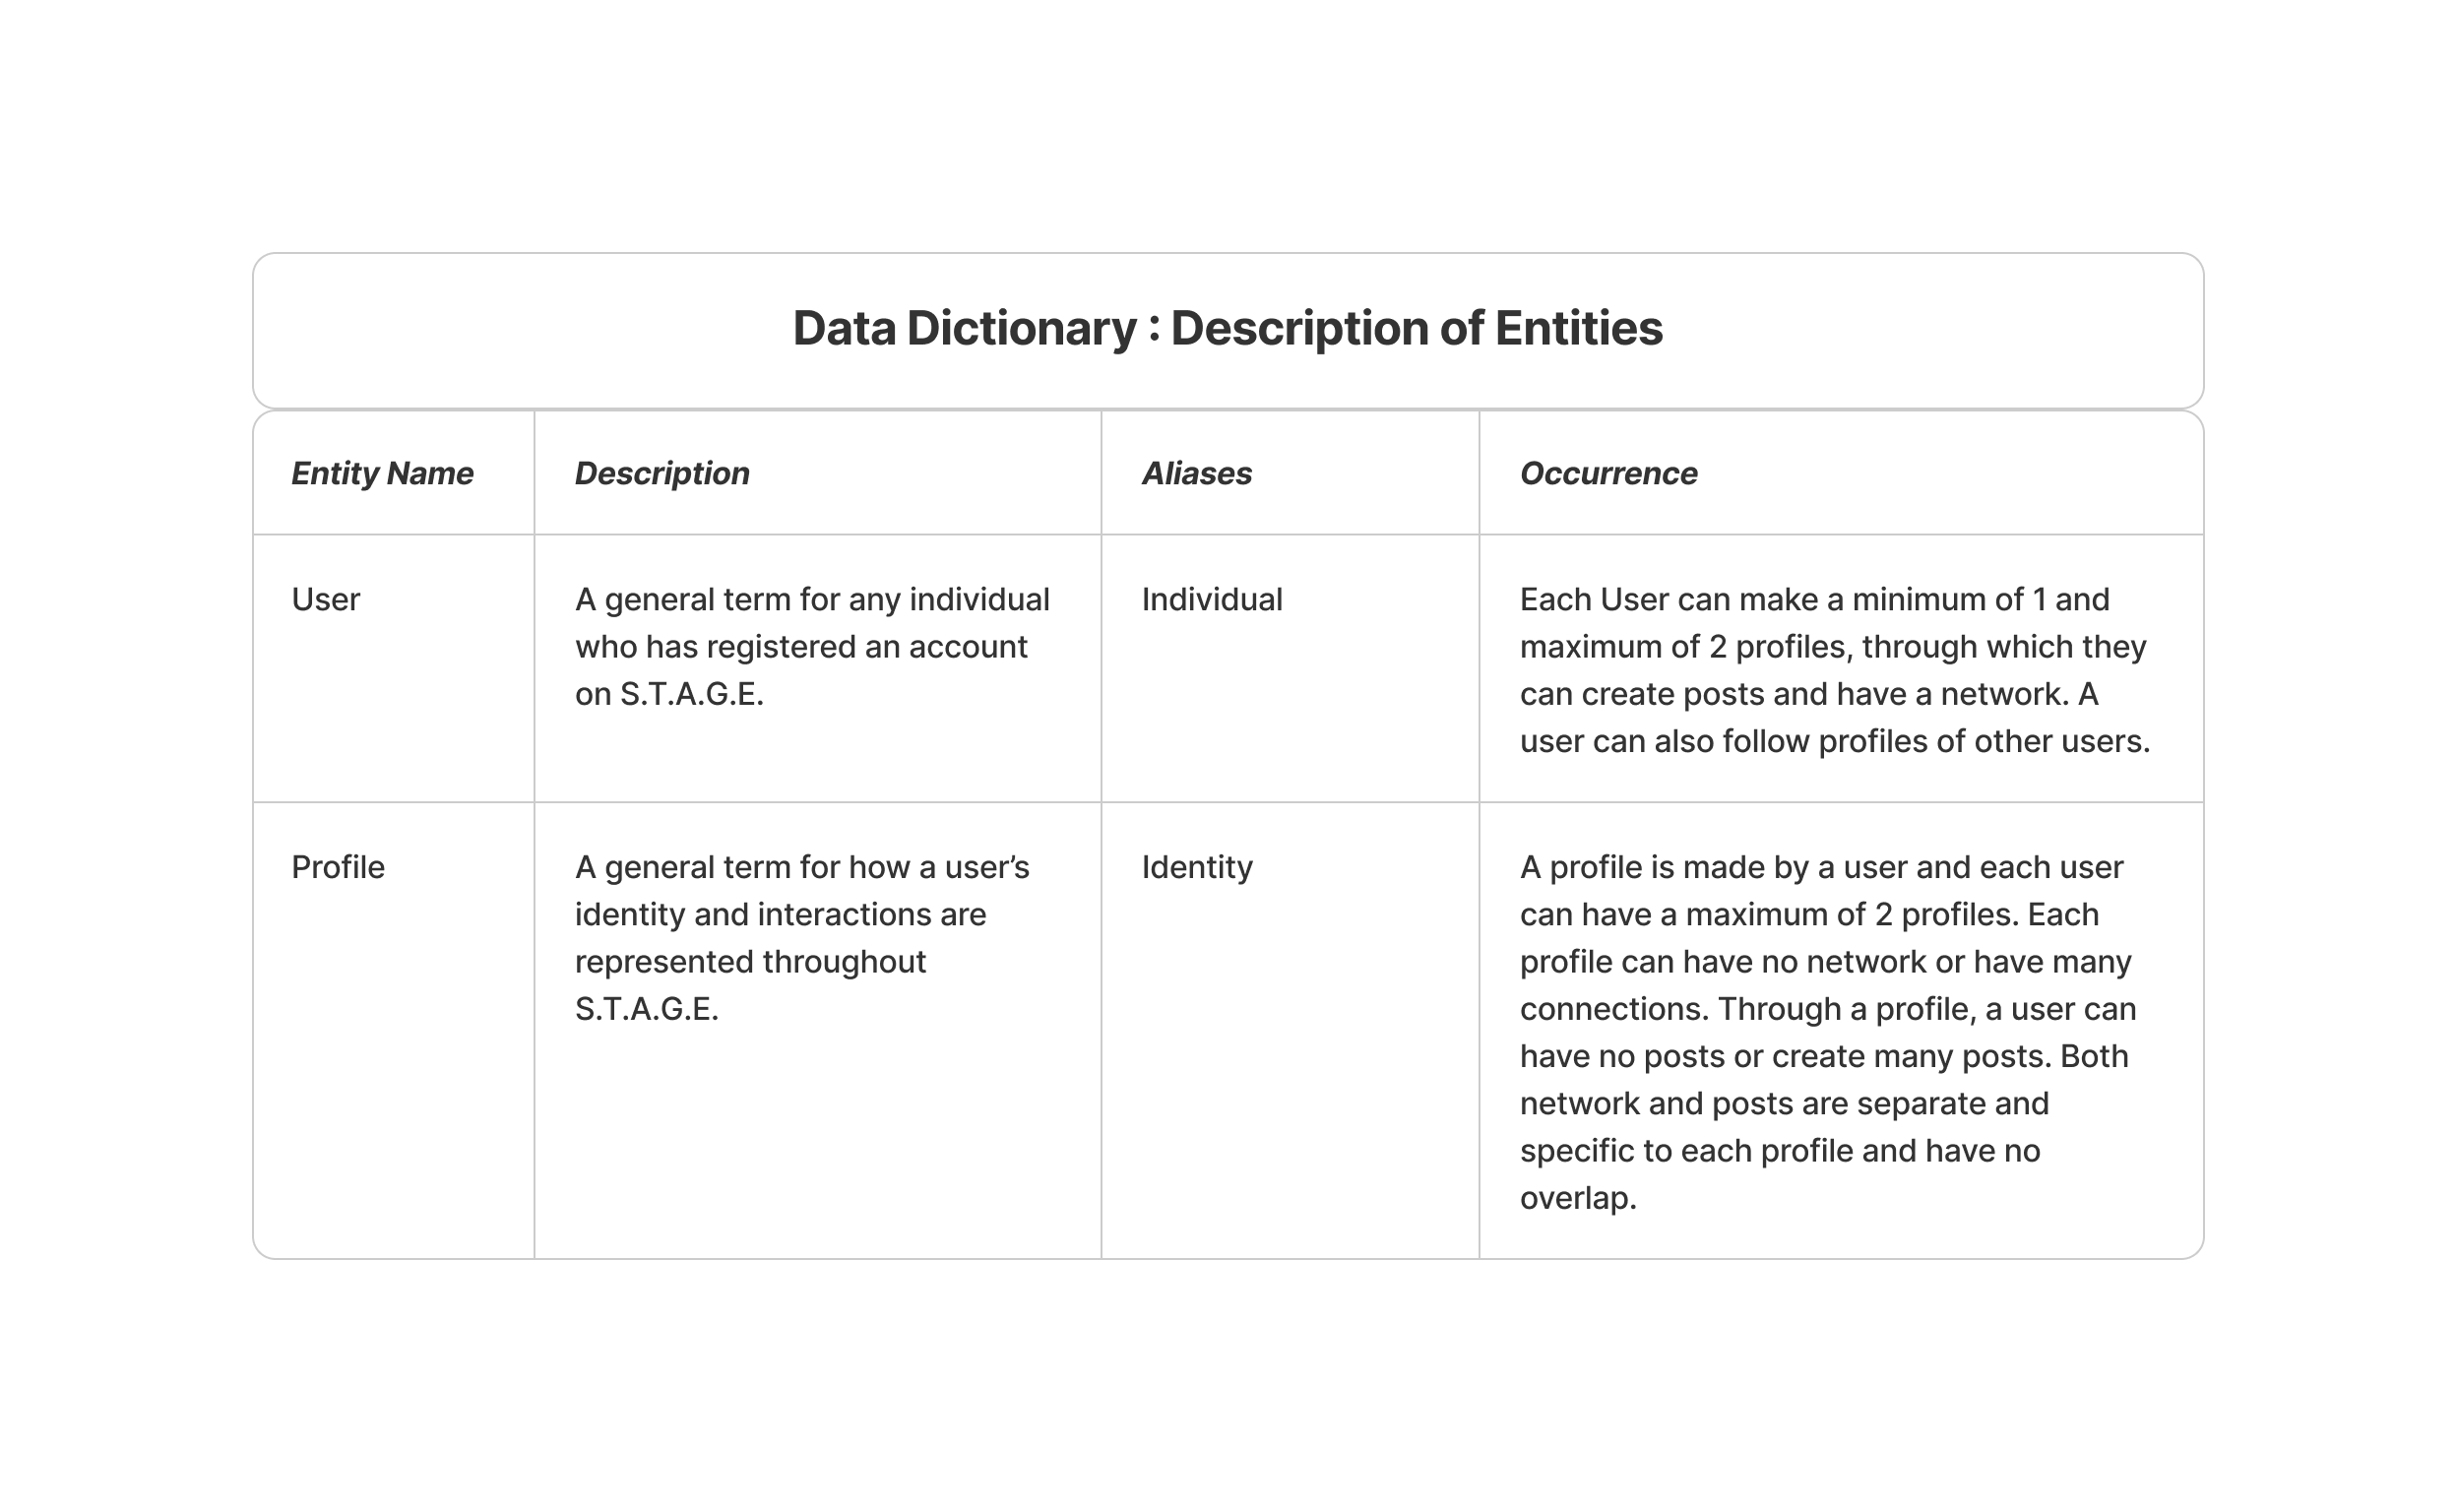 Data Dictionary : Description of Entities
Entity Name
Description
Aliases
Occurrence
User
A general term for any individual
who has registered an account
on S.T.A.G.E.
Individual
Each User can make a minimum of 1 and
maximum of 2 profiles, through which they
can create posts and have a network. A
user can also follow profiles of other users.
Profile
A general term for how a user’s
identity and interactions are
represented throughout
S.T.A.G.E.
Identity
A profile is made by a user and each user
can have a maximum of 2 profiles. Each
profile can have no network or have many
connections. Through a profile, a user can
have no posts or create many posts. Both
network and posts are separate and
specific to each profile and have no
overlap.